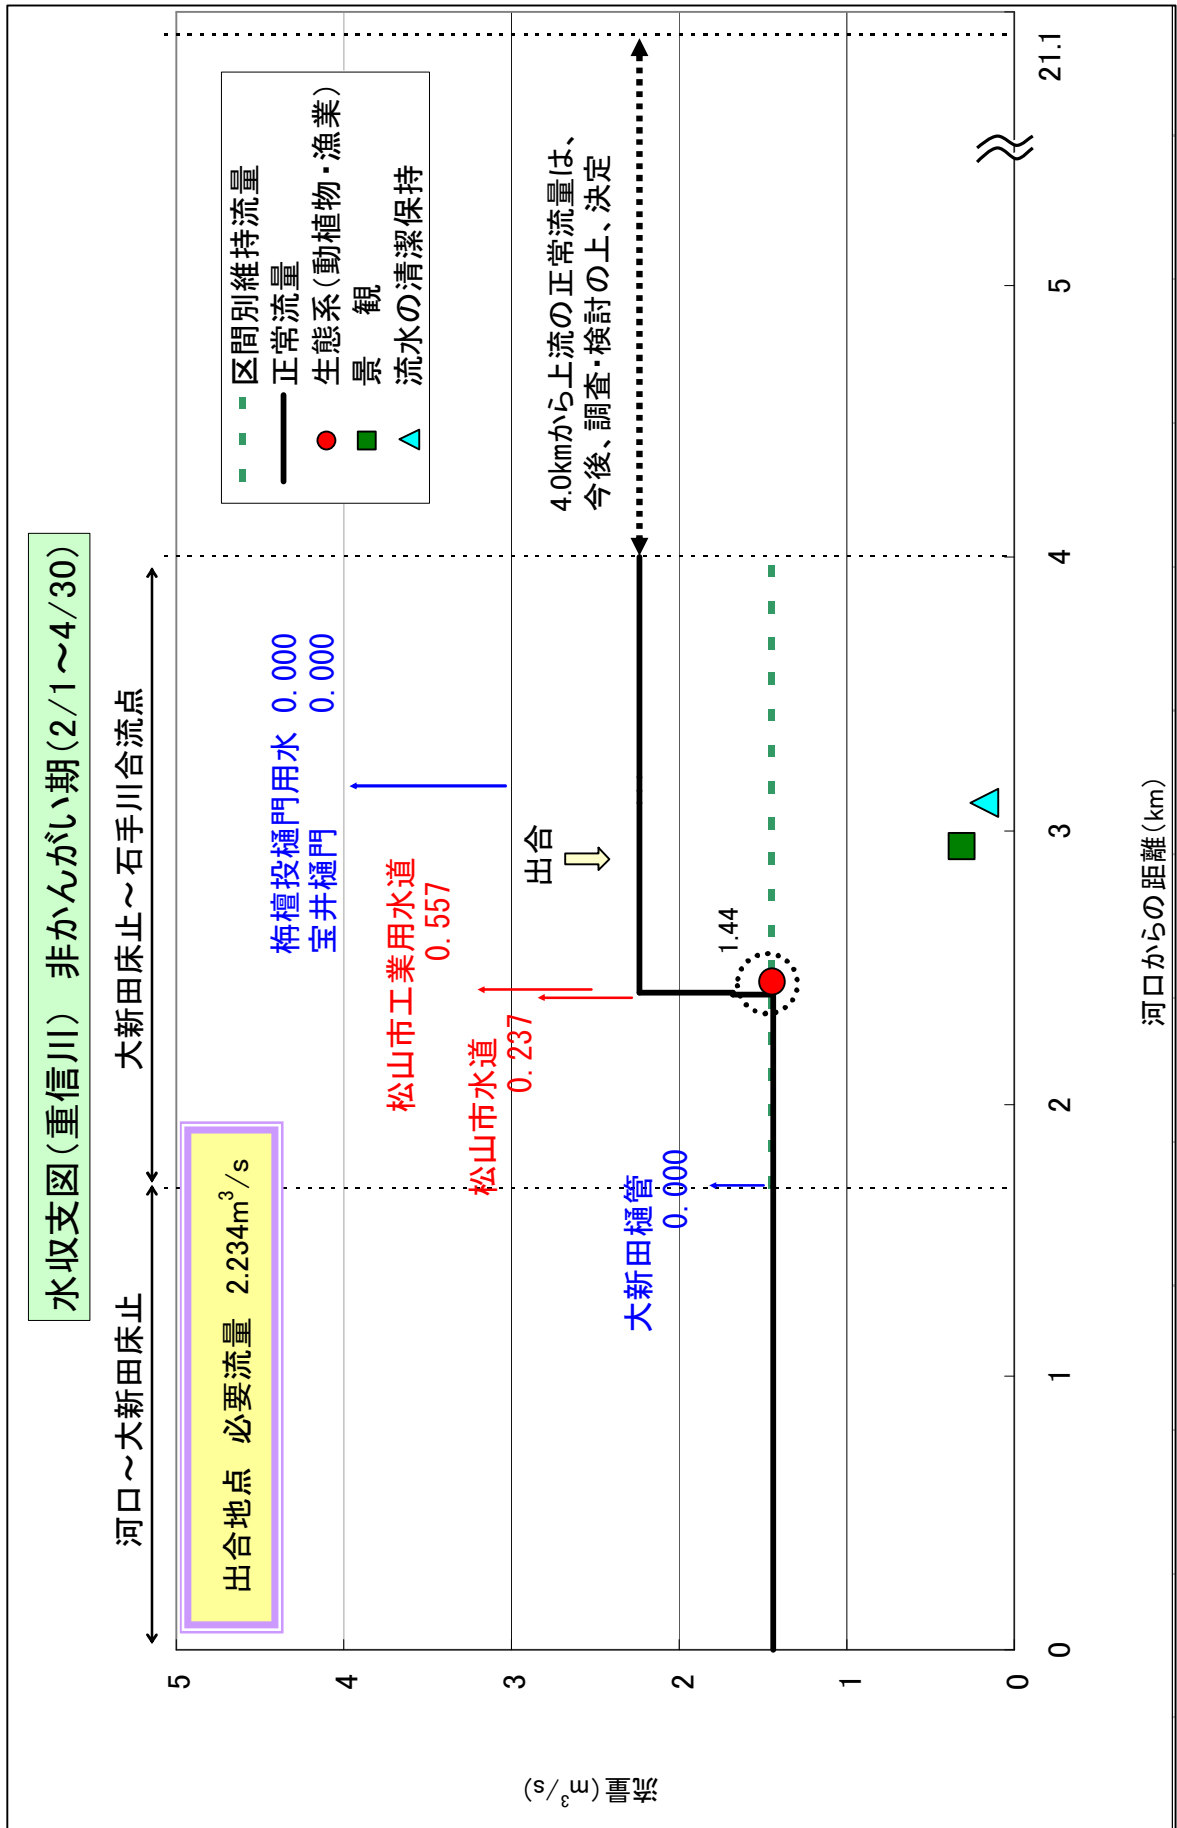 水収支図(重信川) 非かんがい期(2/1～4/30)
河口～大新田床止
大新田床止～石手川合流点
出合地点 必要流量 2.234m³/s
区間別維持流量
正常流量
生態系(動植物・漁業)
景 観
流水の清潔保持
栴檀投樋門用水 0.000
宝井樋門 0.000
松山市工業用水道
0.557
松山市水道
0.237
大新田樋管
0.000
出合
1.44
4.0kmから上流の正常流量は、
今後、調査・検討の上、決定
流量(m³/s)
5
4
3
2
1
0
0
1
2
3
4
5
21.1
河口からの距離(km)